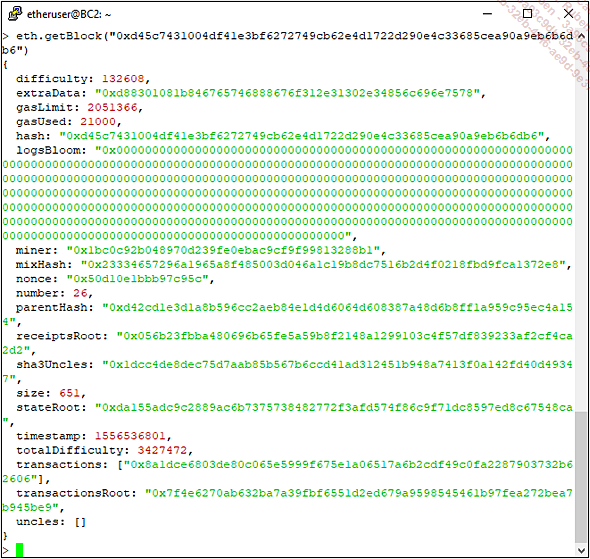 etheruser@BC2: ~
> eth.getBlock("0xd45c7431004df41e3bf6272749cb62e4d1722d290e4c33685cea90a9eb6b6d
b6")
{
  difficulty: 132608,
  extraData: "0xd88301081b846765746888676f312e31302e34856c696e7578",
  gasLimit: 2051366,
  gasUsed: 21000,
  hash: "0xd45c7431004df41e3bf6272749cb62e4d1722d290e4c33685cea90a9eb6b6db6",
  logsBloom: "0x0000000000000000000000000000000000000000000000000000000000000000
00000000000000000000000000000000000000000000000000000000000000000000000000000000
00000000000000000000000000000000000000000000000000000000000000000000000000000000
00000000000000000000000000000000000000000000000000000000000000000000000000000000
00000000000000000000000000000000000000000000000000000000000000000000000000000000
00000000000000000000000000000000000000000000000000000000000000000000000000000000
000000000000000000000000000000000000000000000000",
  miner: "0x1bc0c92b048970d239fe0ebac9cf9f99813288b1",
  mixHash: "0x23334657296a1965a8f485003d046a1c19b8dc7516b2d4f0218fbd9fca1372e8",
  nonce: "0x50d10e1bbb97c95c",
  number: 26,
  parentHash: "0xd42cd1e3d1a8b596cc2aeb84e1d4d6064d608387a48d6b8ff1a959c95ec4a15
4",
  receiptsRoot: "0x056b23fbba480696b65fe5a59b8f2148a1299103c4f57df839233af2cf4ca
2d2",
  sha3Uncles: "0x1dcc4de8dec75d7aab85b567b6ccd41ad312451b948a7413f0a142fd40d4934
7",
  size: 651,
  stateRoot: "0xda155adc9c2889ac6b7375738482772f3afd574f86c9f71dc8597ed8c67548ca
",
  timestamp: 1556536801,
  totalDifficulty: 3427472,
  transactions: ["0x8a1dce6803de80c065e5999f675e1a06517a6b2cdf49c0fa2287903732b6
2606"],
  transactionsRoot: "0x7f4e6270ab632ba7a39fbf6551d2ed679a9598545461b97fea272bea7
b945be9",
  uncles: []
}
>